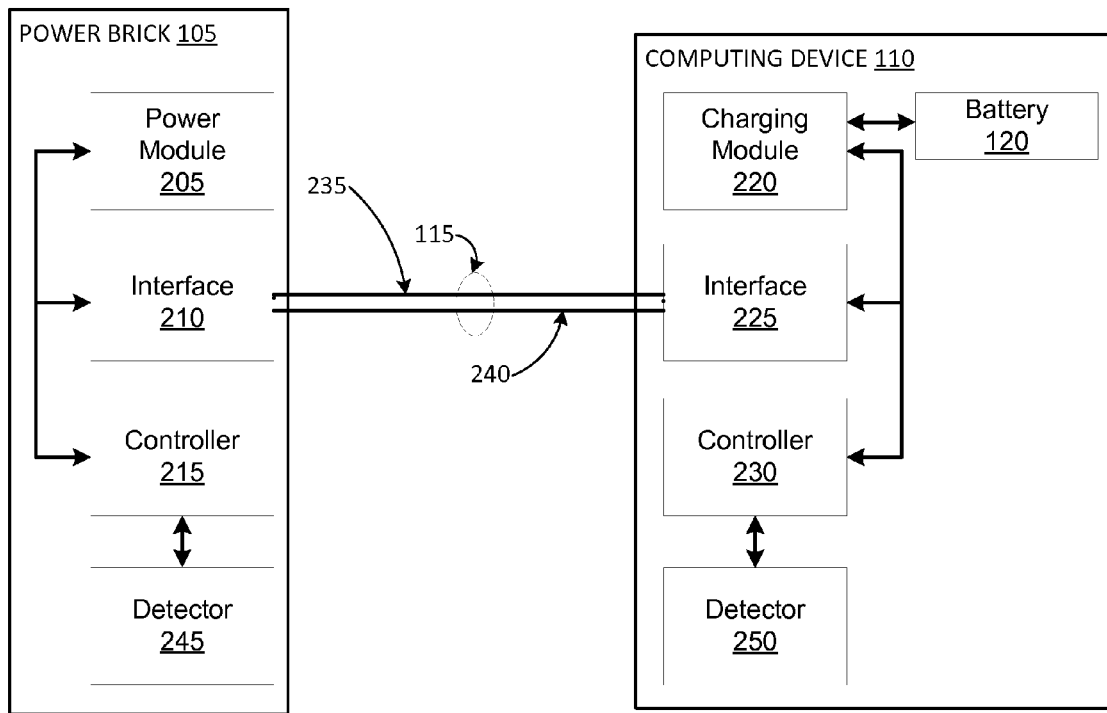 POWER BRICK 105
Power
Module
205
Interface
210
Controller
215
Detector
245
235
115
240
COMPUTING DEVICE 110
Charging
Module
220
Battery
120
Interface
225
Controller
230
Detector
250